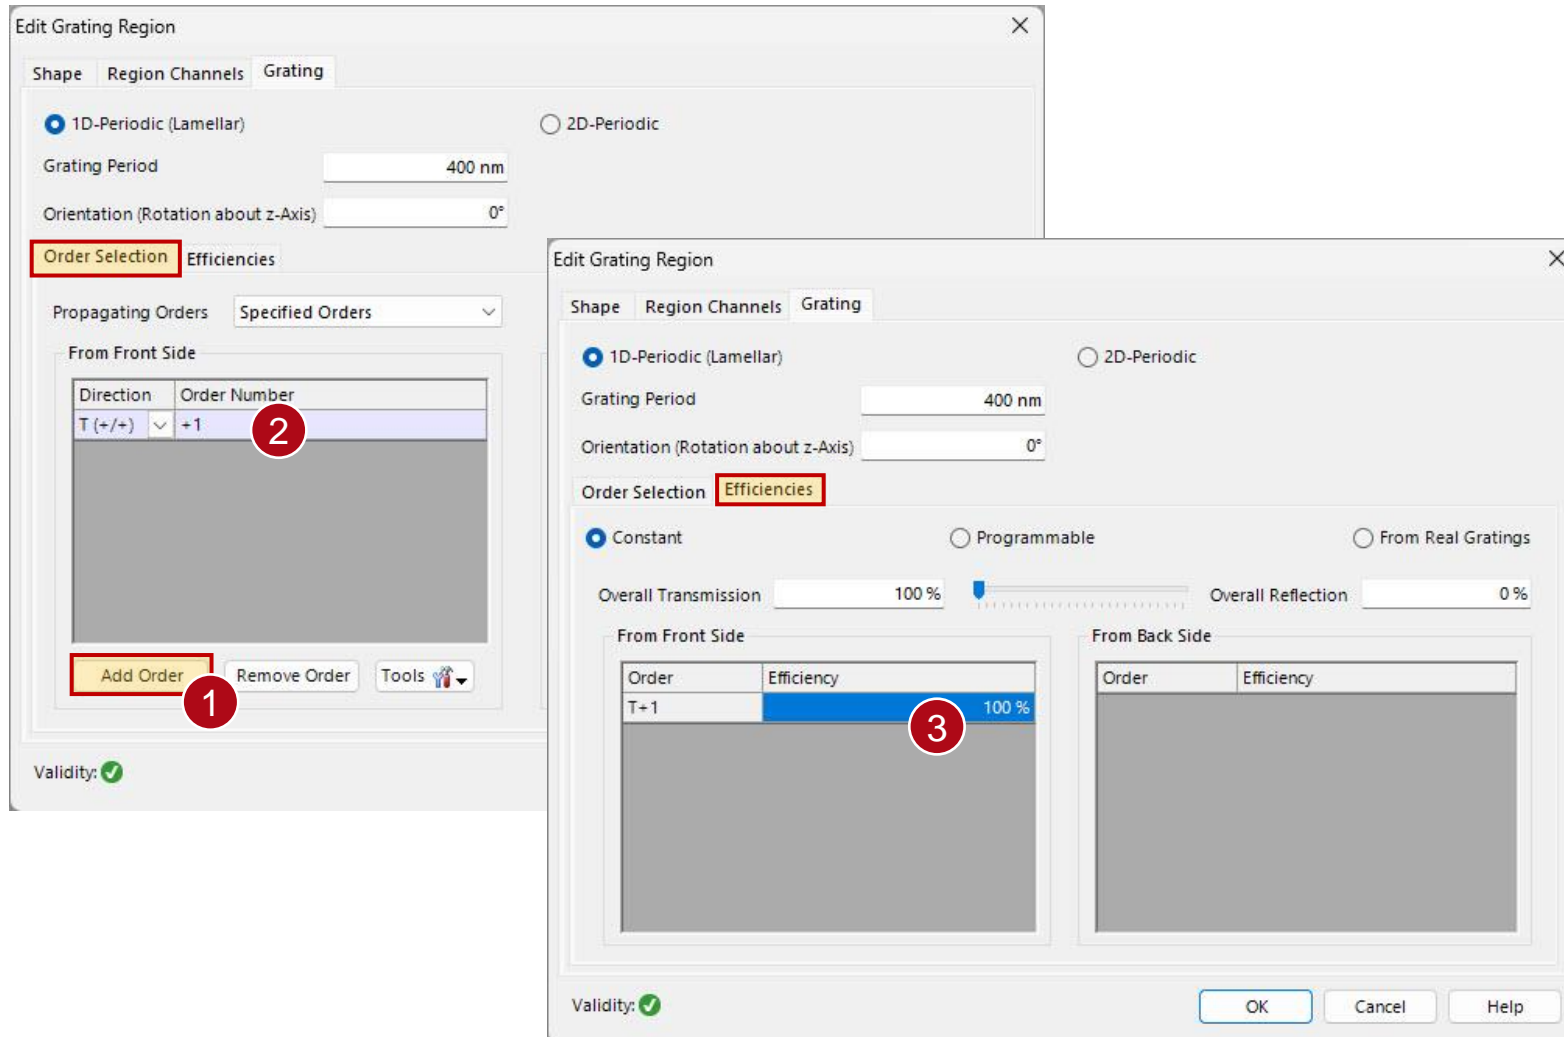 Edit Grating Region
Shape Region Channels Grating
1D-Periodic (Lamellar) 2D-Periodic
Grating Period 400 nm
Orientation (Rotation about z-Axis) 0°
Order Selection Efficiencies
Propagating Orders Specified Orders
From Front Side
Direction Order Number
T (+/+) +1
2
Add Order Remove Order Tools
1
Validity:
Edit Grating Region
Shape Region Channels Grating
1D-Periodic (Lamellar) 2D-Periodic
Grating Period 400 nm
Orientation (Rotation about z-Axis) 0°
Order Selection Efficiencies
Constant Programmable From Real Gratings
Overall Transmission 100 % Overall Reflection 0 %
From Front Side From Back Side
Order Efficiency Order Efficiency
T+1 100 %
3
Validity:
OK Cancel Help